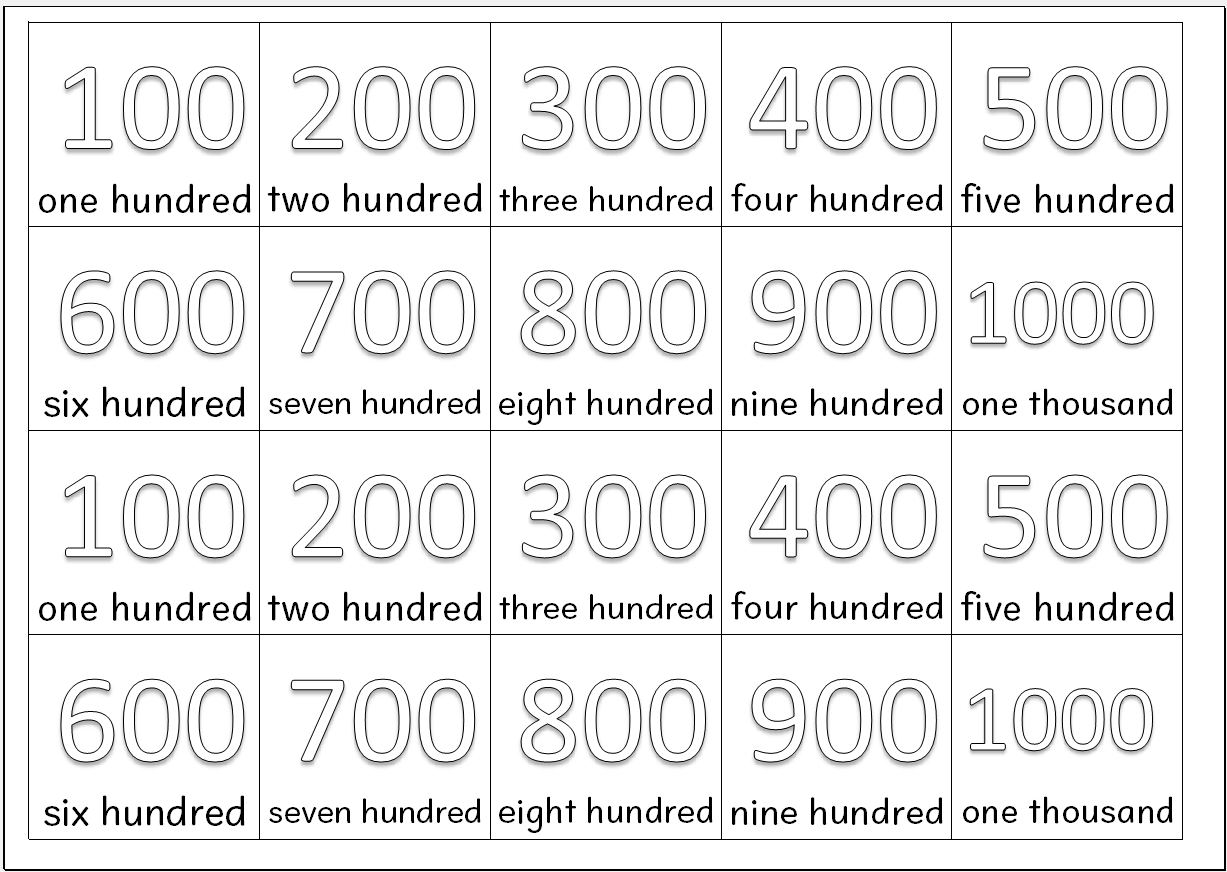 100 200 300 400 500
one hundred two hundred three hundred four hundred five hundred
600 700 800 900 1000
six hundred seven hundred eight hundred nine hundred one thousand
100 200 300 400 500
one hundred two hundred three hundred four hundred five hundred
600 700 800 900 1000
six hundred seven hundred eight hundred nine hundred one thousand